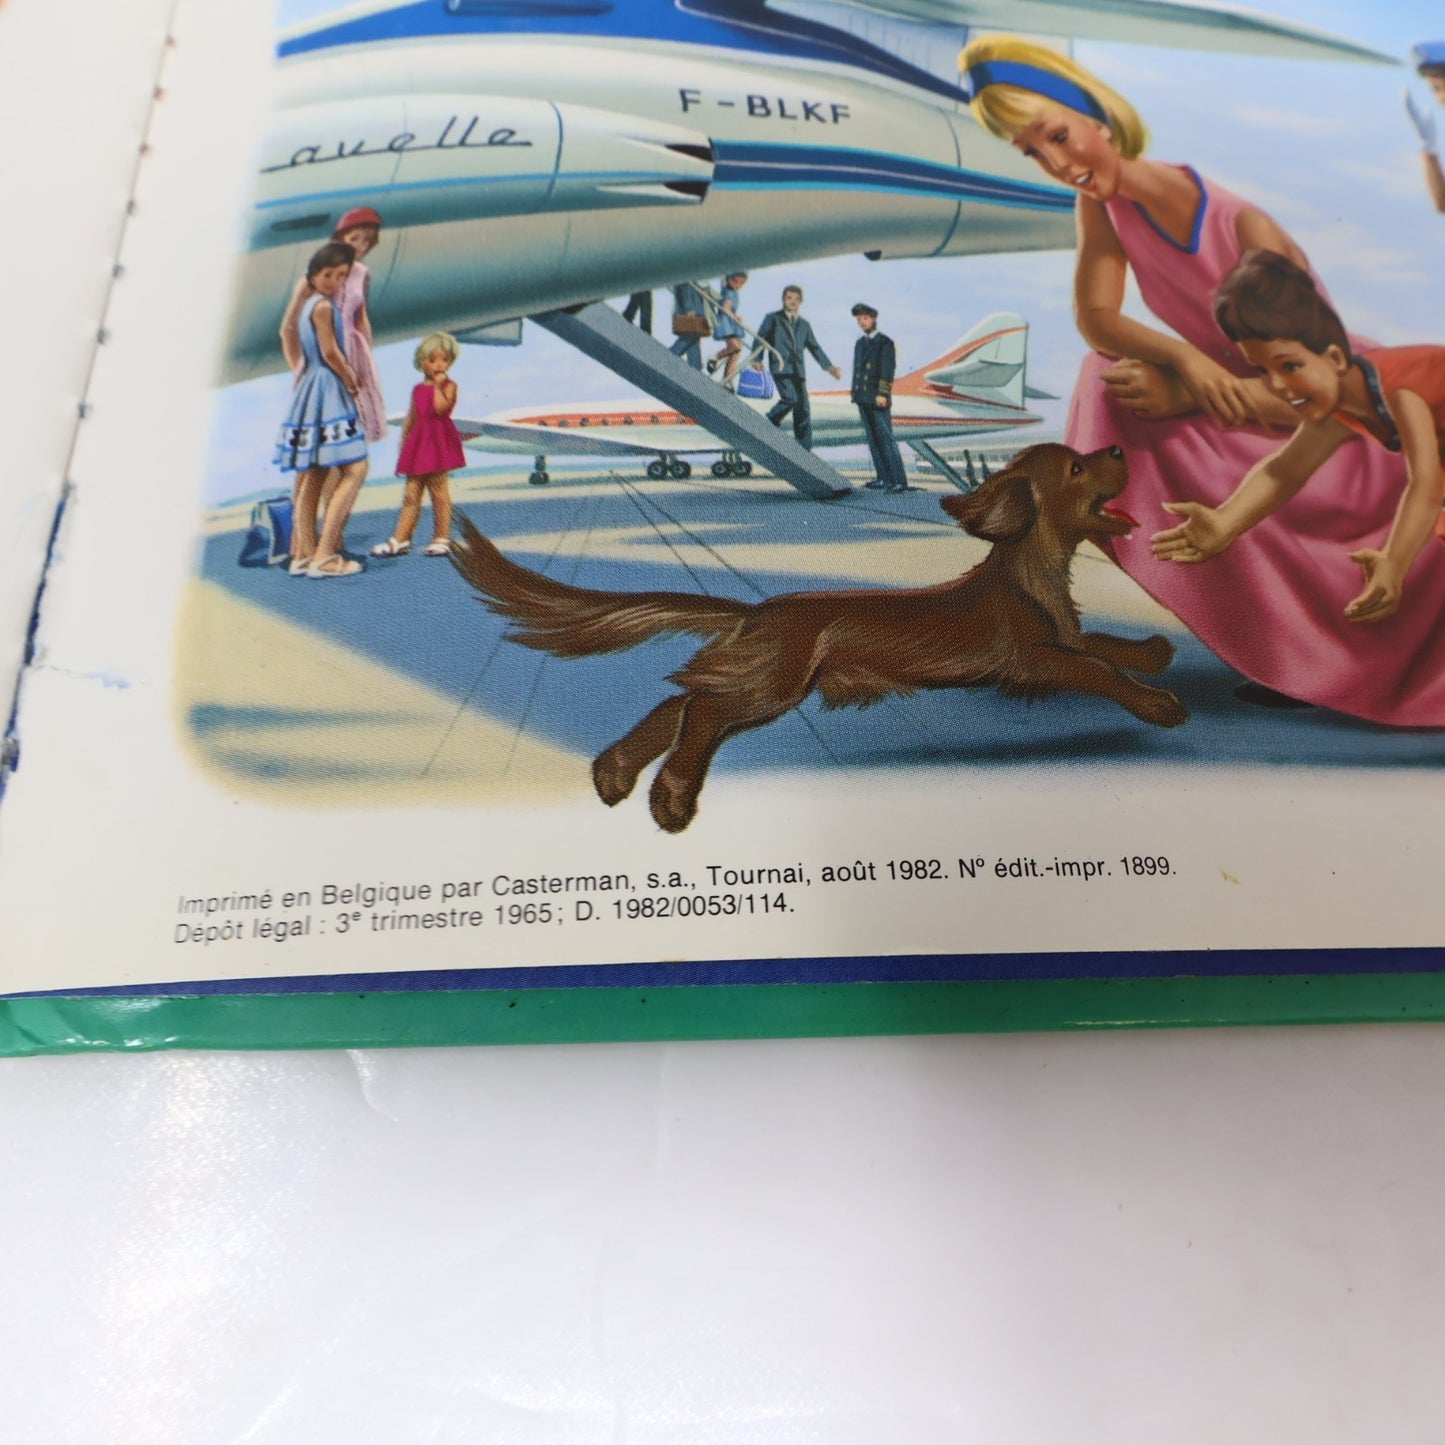 F-BLKF
avelle
Imprimé en Belgique par Casterman, s.a., Tournai, août 1982. N° édit.-impr. 1899.
Dépôt légal : 3e trimestre 1965; D. 1982/0053/114.